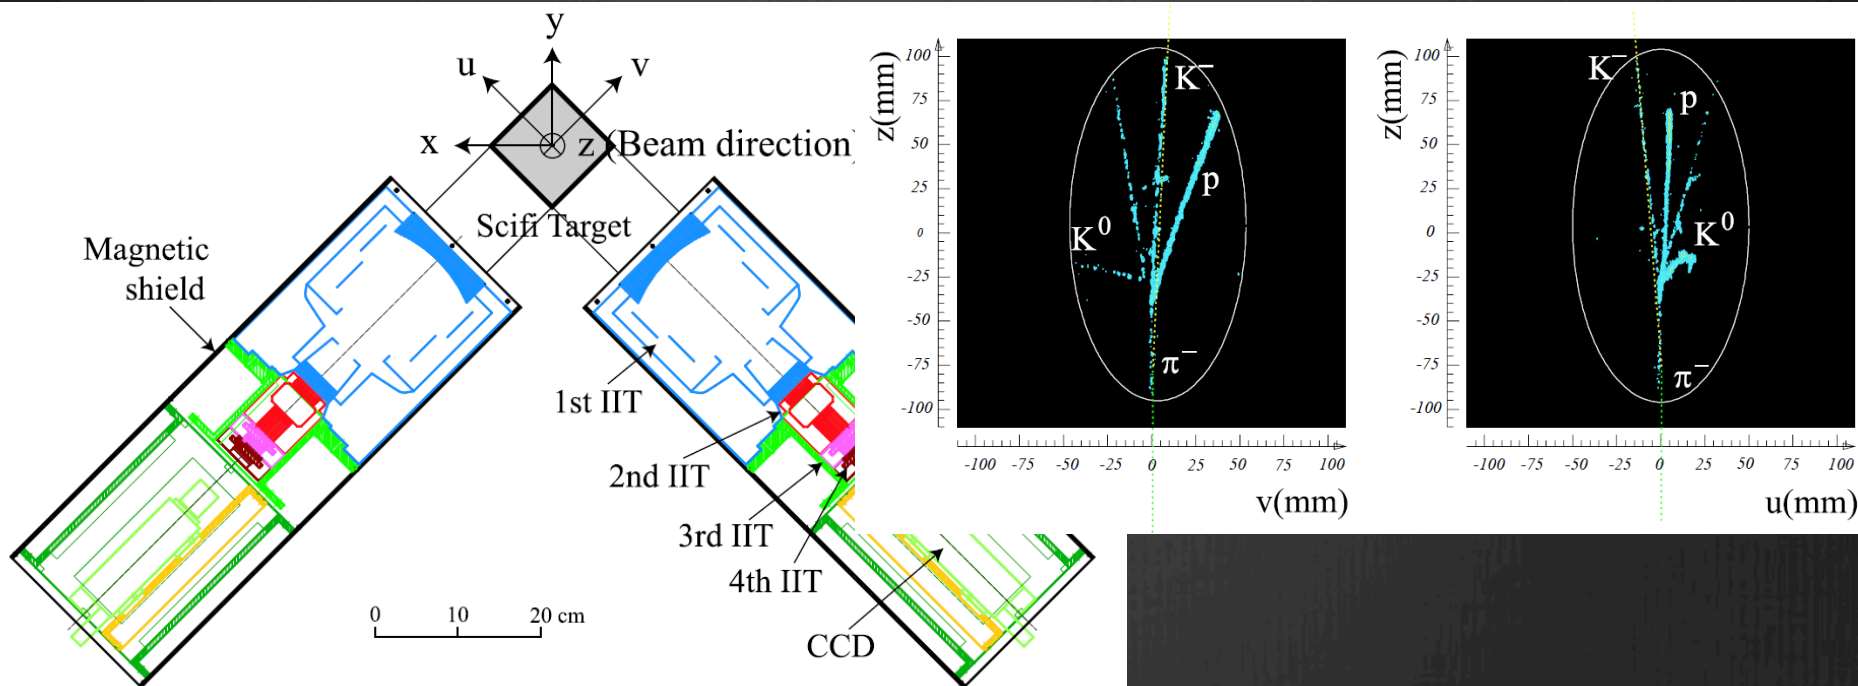 y
u
v
x
z (Beam direction)
Scifi Target
Magnetic
shield
1st IIT
2nd IIT
3rd IIT
4th IIT
CCD
0 10 20 cm
z(mm)
100
75
50
25
0
-25
-50
-75
-100
K⁻
p
K⁰
π⁻
-100 -75 -50 -25 0 25 50 75 100
v(mm)
z(mm)
100
75
50
25
0
-25
-50
-75
-100
K⁻
p
K⁰
π⁻
-100 -75 -50 -25 0 25 50 75 100
u(mm)